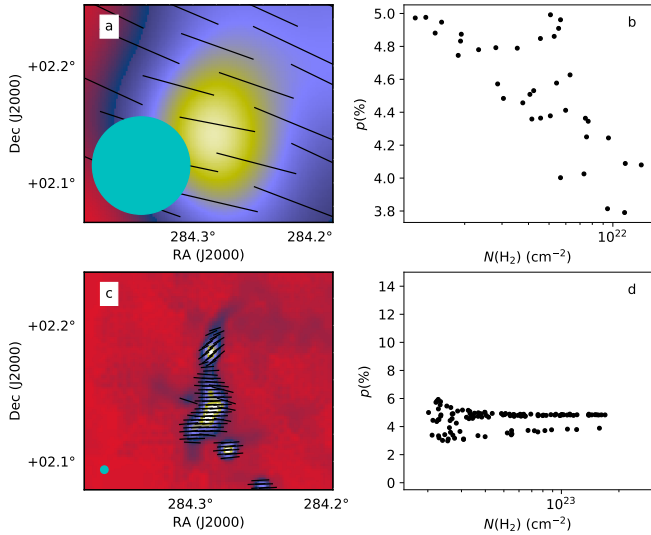 a
+02.2°
+02.1°
Dec (J2000)
284.3°
284.2°
RA (J2000)
b
5.0
4.8
4.6
4.4
4.2
4.0
3.8
p(%)
10²²
N(H₂) (cm⁻²)
c
+02.2°
+02.1°
Dec (J2000)
284.3°
284.2°
RA (J2000)
d
14
12
10
8
6
4
2
0
p(%)
10²³
N(H₂) (cm⁻²)